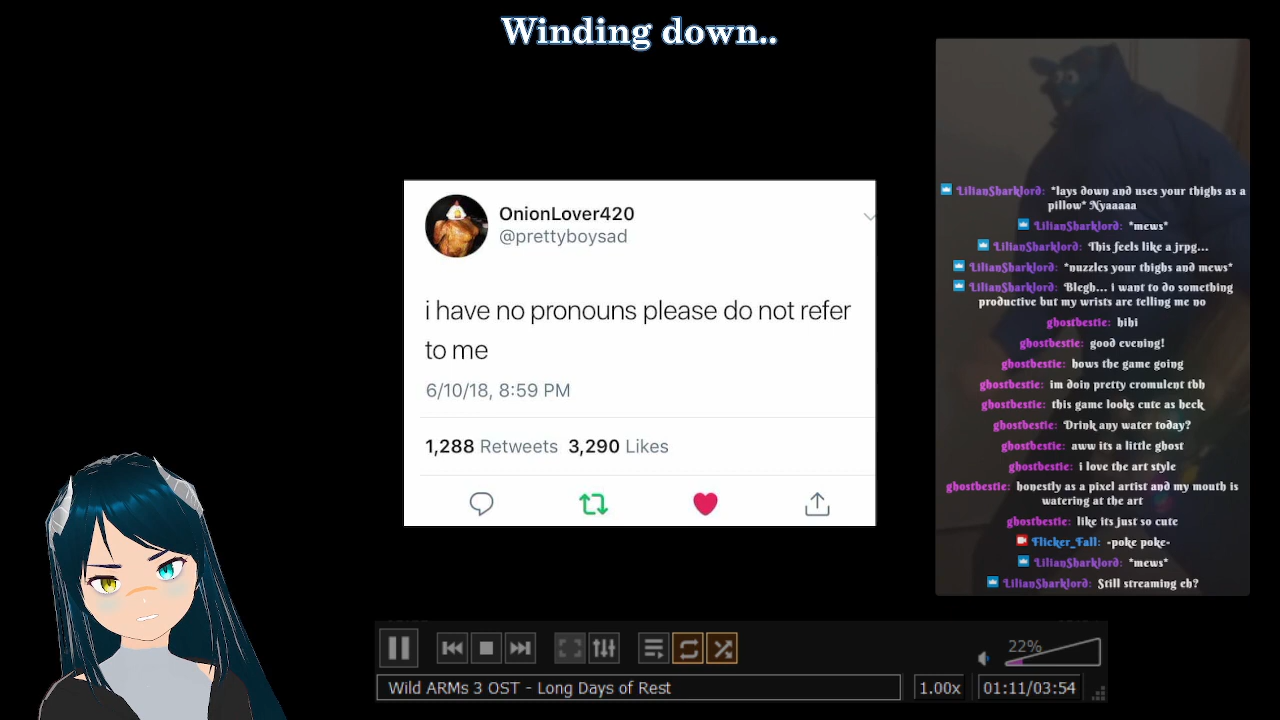 Winding down..
OnionLover420
@prettyboysad
i have no pronouns please do not refer
to me
6/10/18, 8:59 PM
1,288 Retweets 3,290 Likes
LilianSharklord: *lays down and uses your thighs as a
pillow* Nyaaaaa
LilianSharklord: *mews*
LilianSharklord: This feels like a jrpg...
LilianSharklord: *nuzzles your thighs and mews*
LilianSharklord: Blegh... i want to do something
productive but my wrists are telling me no
ghostbestie: hihi
ghostbestie: good evening!
ghostbestie: hows the game going
ghostbestie: im doin pretty cromulent tbh
ghostbestie: this game looks cute as heck
ghostbestie: Drink any water today?
ghostbestie: aww its a little ghost
ghostbestie: i love the art style
ghostbestie: honestly as a pixel artist and my mouth is
watering at the art
ghostbestie: like its just so cute
Flicker_Fall: -poke poke-
LilianSharklord: *mews*
LilianSharklord: Still streaming eh?
22%
Wild ARMs 3 OST - Long Days of Rest
1.00x
01:11/03:54